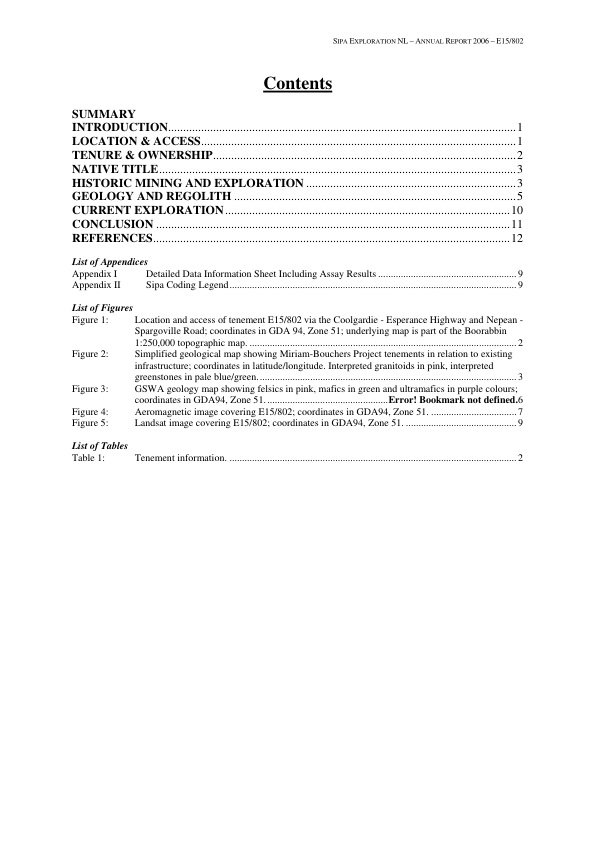 SIPA EXPLORATION NL – ANNUAL REPORT 2006 – E15/802
Contents
SUMMARY
INTRODUCTION 1
LOCATION & ACCESS 1
TENURE & OWNERSHIP 2
NATIVE TITLE 3
HISTORIC MINING AND EXPLORATION 3
GEOLOGY AND REGOLITH 5
CURRENT EXPLORATION 10
CONCLUSION 11
REFERENCES 12
List of Appendices
Appendix I Detailed Data Information Sheet Including Assay Results 9
Appendix II Sipa Coding Legend 9
List of Figures
Figure 1: Location and access of tenement E15/802 via the Coolgardie - Esperance Highway and Nepean -
Spargoville Road; coordinates in GDA 94, Zone 51; underlying map is part of the Boorabbin
1:250,000 topographic map. 2
Figure 2: Simplified geological map showing Miriam-Bouchers Project tenements in relation to existing
infrastructure; coordinates in latitude/longitude. Interpreted granitoids in pink, interpreted
greenstones in pale blue/green. 3
Figure 3: GSWA geology map showing felsics in pink, mafics in green and ultramafics in purple colours;
coordinates in GDA94, Zone 51. Error! Bookmark not defined.6
Figure 4: Aeromagnetic image covering E15/802; coordinates in GDA94, Zone 51. 7
Figure 5: Landsat image covering E15/802; coordinates in GDA94, Zone 51. 9
List of Tables
Table 1: Tenement information. 2